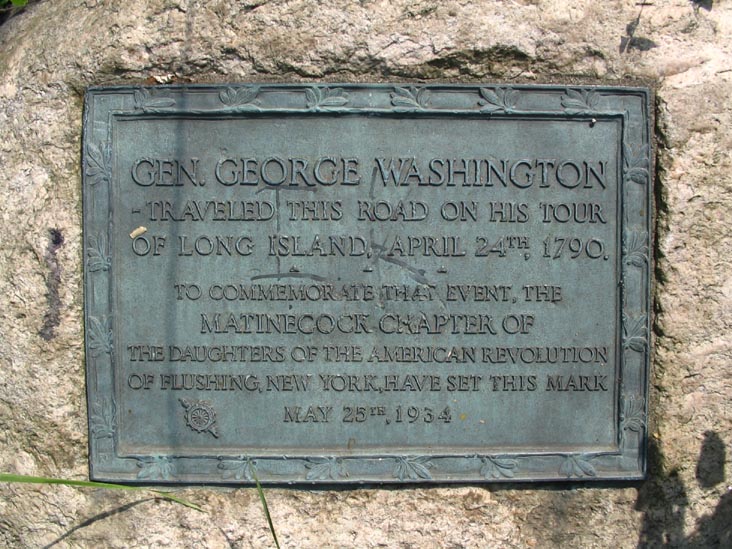 GEN. GEORGE WASHINGTON
- TRAVELED THIS ROAD ON HIS TOUR
OF LONG ISLAND, APRIL 24TH, 1790.
TO COMMEMORATE THAT EVENT, THE
MATINECOCK CHAPTER OF
THE DAUGHTERS OF THE AMERICAN REVOLUTION
OF FLUSHING, NEW YORK, HAVE SET THIS MARK
MAY 25TH, 1934